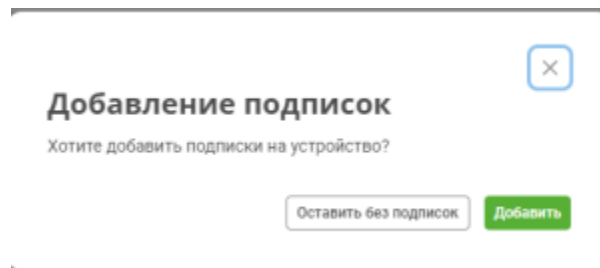 Добавление подписок
Хотите добавить подписки на устройство?
Оставить без подписок
Добавить